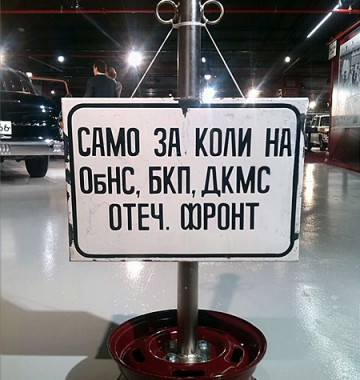 САМО ЗА КОЛИ НА
ОбНС, БКП, ДКМС
ОТЕЧ. ФРОНТ